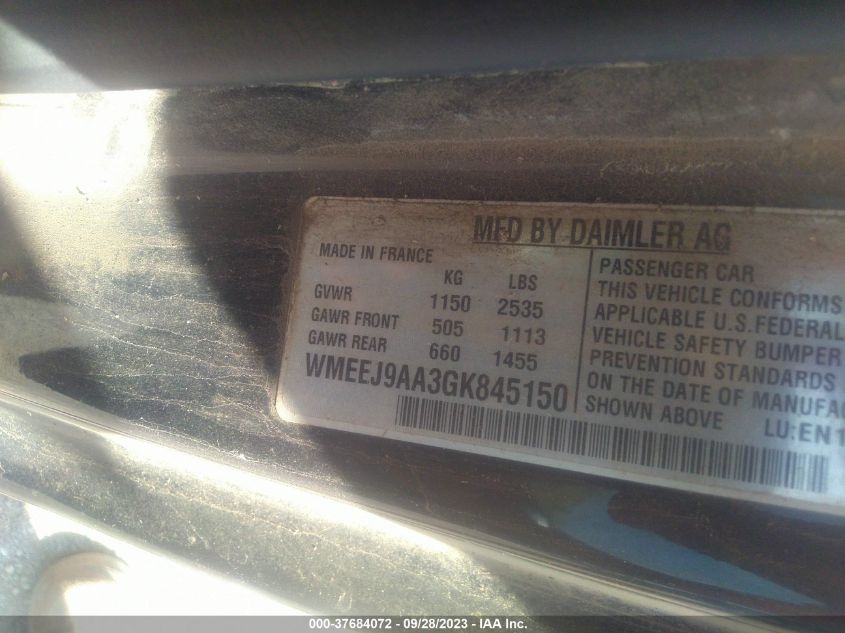 MFD BY DAIMLER AG
MADE IN FRANCE
KG LBS
GVWR 1150 2535
GAWR FRONT 505 1113
GAWR REAR 660 1455
WMEEJ9AA3GK845150
PASSENGER CAR
THIS VEHICLE CONFORMS
APPLICABLE U.S.FEDERAL
VEHICLE SAFETY BUMPER
PREVENTION STANDARDS
ON THE DATE OF MANUFAC
SHOWN ABOVE LU:EN1
000-37684072 / 09/28/2023 - IAA Inc.